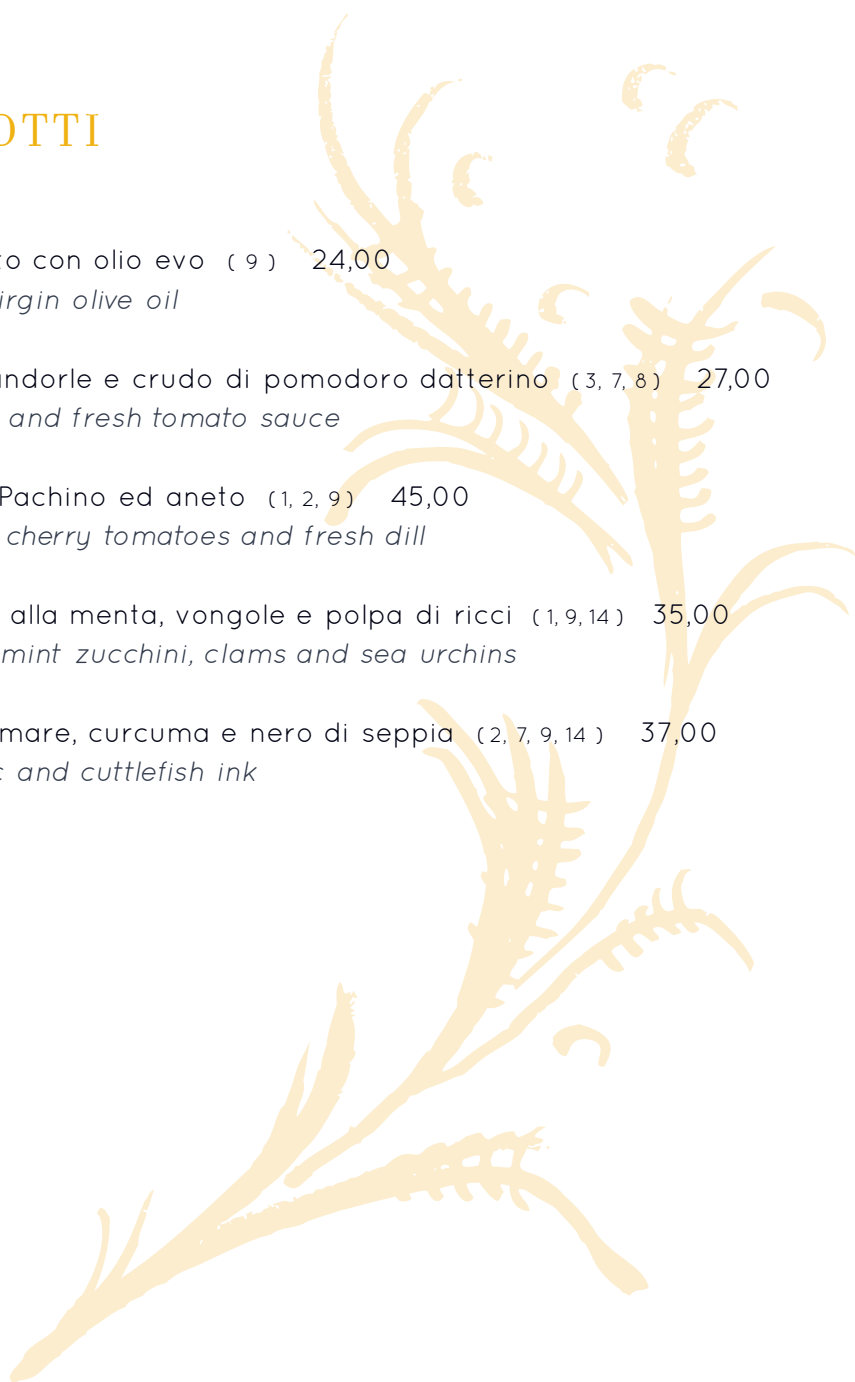 OTTI
to con olio evo ( 9 ) 24,00
irgin olive oil
andorle e crudo di pomodoro datterino ( 3, 7, 8 ) 27,00
and fresh tomato sauce
Pachino ed aneto ( 1, 2, 9 ) 45,00
cherry tomatoes and fresh dill
alla menta, vongole e polpa di ricci ( 1, 9, 14 ) 35,00
mint zucchini, clams and sea urchins
mare, curcuma e nero di seppia ( 2, 7, 9, 14 ) 37,00
c and cuttlefish ink